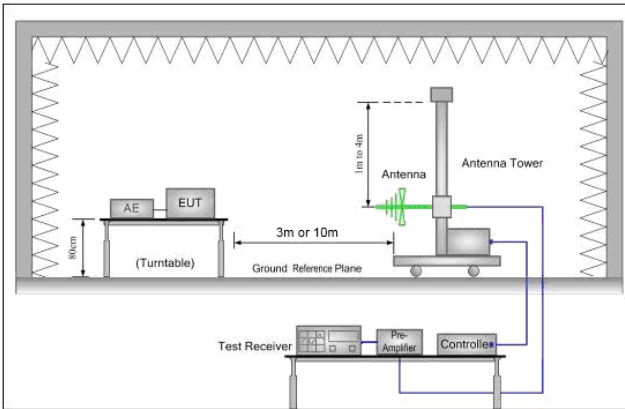 1m to 4m
Antenna
Antenna Tower
AE
EUT
3m or 10m
80cm
(Turntable)
Ground Reference Plane
Test Receiver
Pre-
Amplifier
Controller